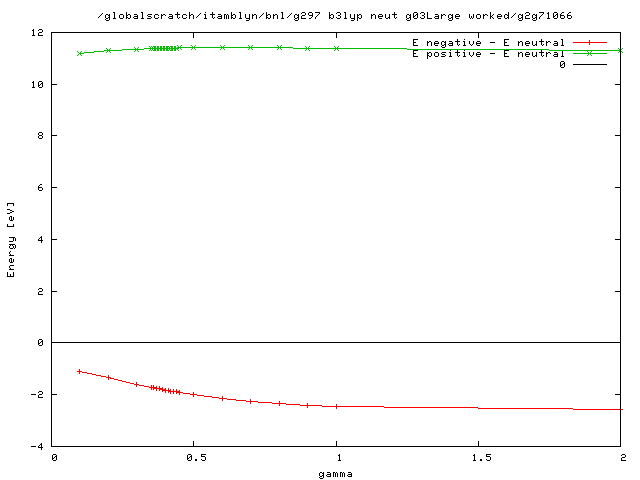 /globalscratch/itamblyn/bnl/g297 b3lyp neut g03Large worked/g2g71066
E negative - E neutral
E positive - E neutral
0
12
10
8
6
4
2
0
-2
-4
Energy [eV]
0 0.5 1 1.5 2
gamma